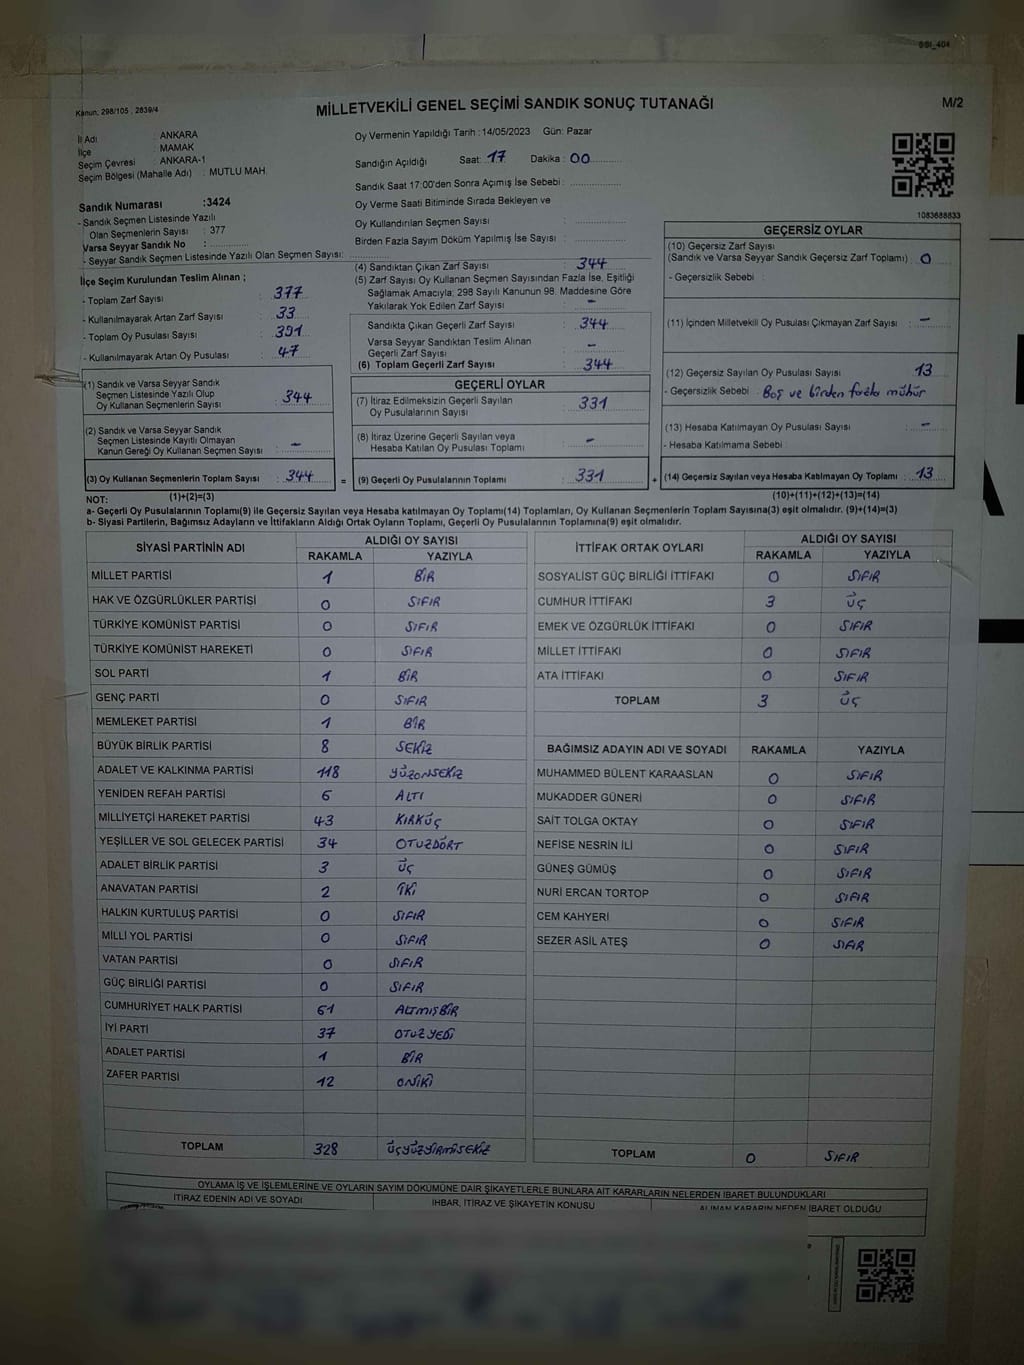 SSI_404
Kanun: 298/105 , 2839/4
MİLLETVEKİLİ GENEL SEÇİMİ SANDIK SONUÇ TUTANAĞI
M/2
İl Adı : ANKARA
İlçe : MAMAK
Seçim Çevresi : ANKARA-1
Seçim Bölgesi (Mahalle Adı) : MUTLU MAH.
Oy Vermenin Yapıldığı Tarih :14/05/2023 Gün: Pazar
Sandığın Açıldığı Saat: 17 Dakika : 00
Sandık Saat 17:00'den Sonra Açımış İse Sebebi:
Oy Verme Saati Bitiminde Sırada Bekleyen ve
Oy Kullandırılan Seçmen Sayısı :
Birden Fazla Sayım Döküm Yapılmış İse Sayısı :
1083688833
Sandık Numarası :3424
- Sandık Seçmen Listesinde Yazılı
Olan Seçmenlerin Sayısı : 377
Varsa Seyyar Sandık No :
- Seyyar Sandık Seçmen Listesinde Yazılı Olan Seçmen Sayısı:
İlçe Seçim Kurulundan Teslim Alınan ;
- Toplam Zarf Sayısı : 377
- Kullanılmayarak Artan Zarf Sayısı : 33
- Toplam Oy Pusulası Sayısı : 391
- Kullanılmayarak Artan Oy Pusulası : 47
(4) Sandıktan Çıkan Zarf Sayısı : 344
(5) Zarf Sayısı Oy Kullanan Seçmen Sayısından Fazla İse, Eşitliği
Sağlamak Amacıyla; 298 Sayılı Kanunun 98. Maddesine Göre
Yakılarak Yok Edilen Zarf Sayısı : -
Sandıkta Çıkan Geçerli Zarf Sayısı : 344
Varsa Seyyar Sandıktan Teslim Alınan
Geçerli Zarf Sayısı : -
(6) Toplam Geçerli Zarf Sayısı : 344
GEÇERSİZ OYLAR
(10) Geçersiz Zarf Sayısı
(Sandık ve Varsa Seyyar Sandık Geçersiz Zarf Toplamı) : 0
- Geçersizlik Sebebi :
(11) İçinden Milletvekili Oy Pusulası Çıkmayan Zarf Sayısı : -
(12) Geçersiz Sayılan Oy Pusulası Sayısı : 13
- Geçersizlik Sebebi : Boş ve birden fazla mühür
(13) Hesaba Katılmayan Oy Pusulası Sayısı : -
- Hesaba Katılmama Sebebi :
(14) Geçersiz Sayılan veya Hesaba Katılmayan Oy Toplamı : 13
(1) Sandık ve Varsa Seyyar Sandık
Seçmen Listesinde Yazılı Olup
Oy Kullanan Seçmenlerin Sayısı : 344
(2) Sandık ve Varsa Seyyar Sandık
Seçmen Listesinde Kayıtlı Olmayan
Kanun Gereği Oy Kullanan Seçmen Sayısı : -
(3) Oy Kullanan Seçmenlerin Toplam Sayısı : 344 =
GEÇERLİ OYLAR
(7) İtiraz Edilmeksizin Geçerli Sayılan
Oy Pusulalarının Sayısı : 331
(8) İtiraz Üzerine Geçerli Sayılan veya
Hesaba Katılan Oy Pusulası Toplamı : -
(9) Geçerli Oy Pusulalarının Toplamı : 331 +
NOT: (1)+(2)=(3) (10)+(11)+(12)+(13)=(14)
a- Geçerli Oy Pusulalarının Toplamı(9) ile Geçersiz Sayılan veya Hesaba katılmayan Oy Toplamı(14) Toplamları, Oy Kullanan Seçmenlerin Toplam Sayısına(3) eşit olmalıdır. (9)+(14)=(3)
b- Siyasi Partilerin, Bağımsız Adayların ve İttifakların Aldığı Ortak Oyların Toplamı, Geçerli Oy Pusulalarının Toplamına(9) eşit olmalıdır.
SİYASİ PARTİNİN ADI ALDIĞI OY SAYISI
RAKAMLA YAZIYLA
MİLLET PARTİSİ 1 BİR
HAK VE ÖZGÜRLÜKLER PARTİSİ 0 SIFIR
TÜRKİYE KOMÜNİST PARTİSİ 0 SIFIR
TÜRKİYE KOMÜNİST HAREKETİ 0 SIFIR
SOL PARTİ 1 BİR
GENÇ PARTİ 0 SIFIR
MEMLEKET PARTİSİ 1 BİR
BÜYÜK BİRLİK PARTİSİ 8 SEKİZ
ADALET VE KALKINMA PARTİSİ 118 YÜZONSEKİZ
YENİDEN REFAH PARTİSİ 6 ALTI
MİLLİYETÇİ HAREKET PARTİSİ 43 KIRKÜÇ
YEŞİLLER VE SOL GELECEK PARTİSİ 34 OTUZDÖRT
ADALET BİRLİK PARTİSİ 3 ÜÇ
ANAVATAN PARTİSİ 2 İKİ
HALKIN KURTULUŞ PARTİSİ 0 SIFIR
MİLLİ YOL PARTİSİ 0 SIFIR
VATAN PARTİSİ 0 SIFIR
GÜÇ BİRLİĞİ PARTİSİ 0 SIFIR
CUMHURİYET HALK PARTİSİ 61 ALTMIŞBİR
İYİ PARTİ 37 OTUZYEDİ
ADALET PARTİSİ 1 BİR
ZAFER PARTİSİ 12 ONİKİ
TOPLAM 328 ÜÇYÜZYİRMİSEKİZ
İTTİFAK ORTAK OYLARI ALDIĞI OY SAYISI
RAKAMLA YAZIYLA
SOSYALİST GÜÇ BİRLİĞİ İTTİFAKI 0 SIFIR
CUMHUR İTTİFAKI 3 ÜÇ
EMEK VE ÖZGÜRLÜK İTTİFAKI 0 SIFIR
MİLLET İTTİFAKI 0 SIFIR
ATA İTTİFAKI 0 SIFIR
TOPLAM 3 ÜÇ
BAĞIMSIZ ADAYIN ADI VE SOYADI RAKAMLA YAZIYLA
MUHAMMED BÜLENT KARAASLAN 0 SIFIR
MUKADDER GÜNERİ 0 SIFIR
SAİT TOLGA OKTAY 0 SIFIR
NEFİSE NESRİN İLİ 0 SIFIR
GÜNEŞ GÜMÜŞ 0 SIFIR
NURİ ERCAN TORTOP 0 SIFIR
CEM KAHYERİ 0 SIFIR
SEZER ASİL ATEŞ 0 SIFIR
TOPLAM 0 SIFIR
OYLAMA İŞ VE İŞLEMLERİNE VE OYLARIN SAYIM DÖKÜMÜNE DAİR ŞİKAYETLERLE BUNLARA AİT KARARLARIN NELERDEN İBARET BULUNDUKLARI
İTİRAZ EDENİN ADI VE SOYADI İHBAR, İTİRAZ VE ŞİKAYETİN KONUSU ALINAN KARARIN NEDEN İBARET OLDUĞU